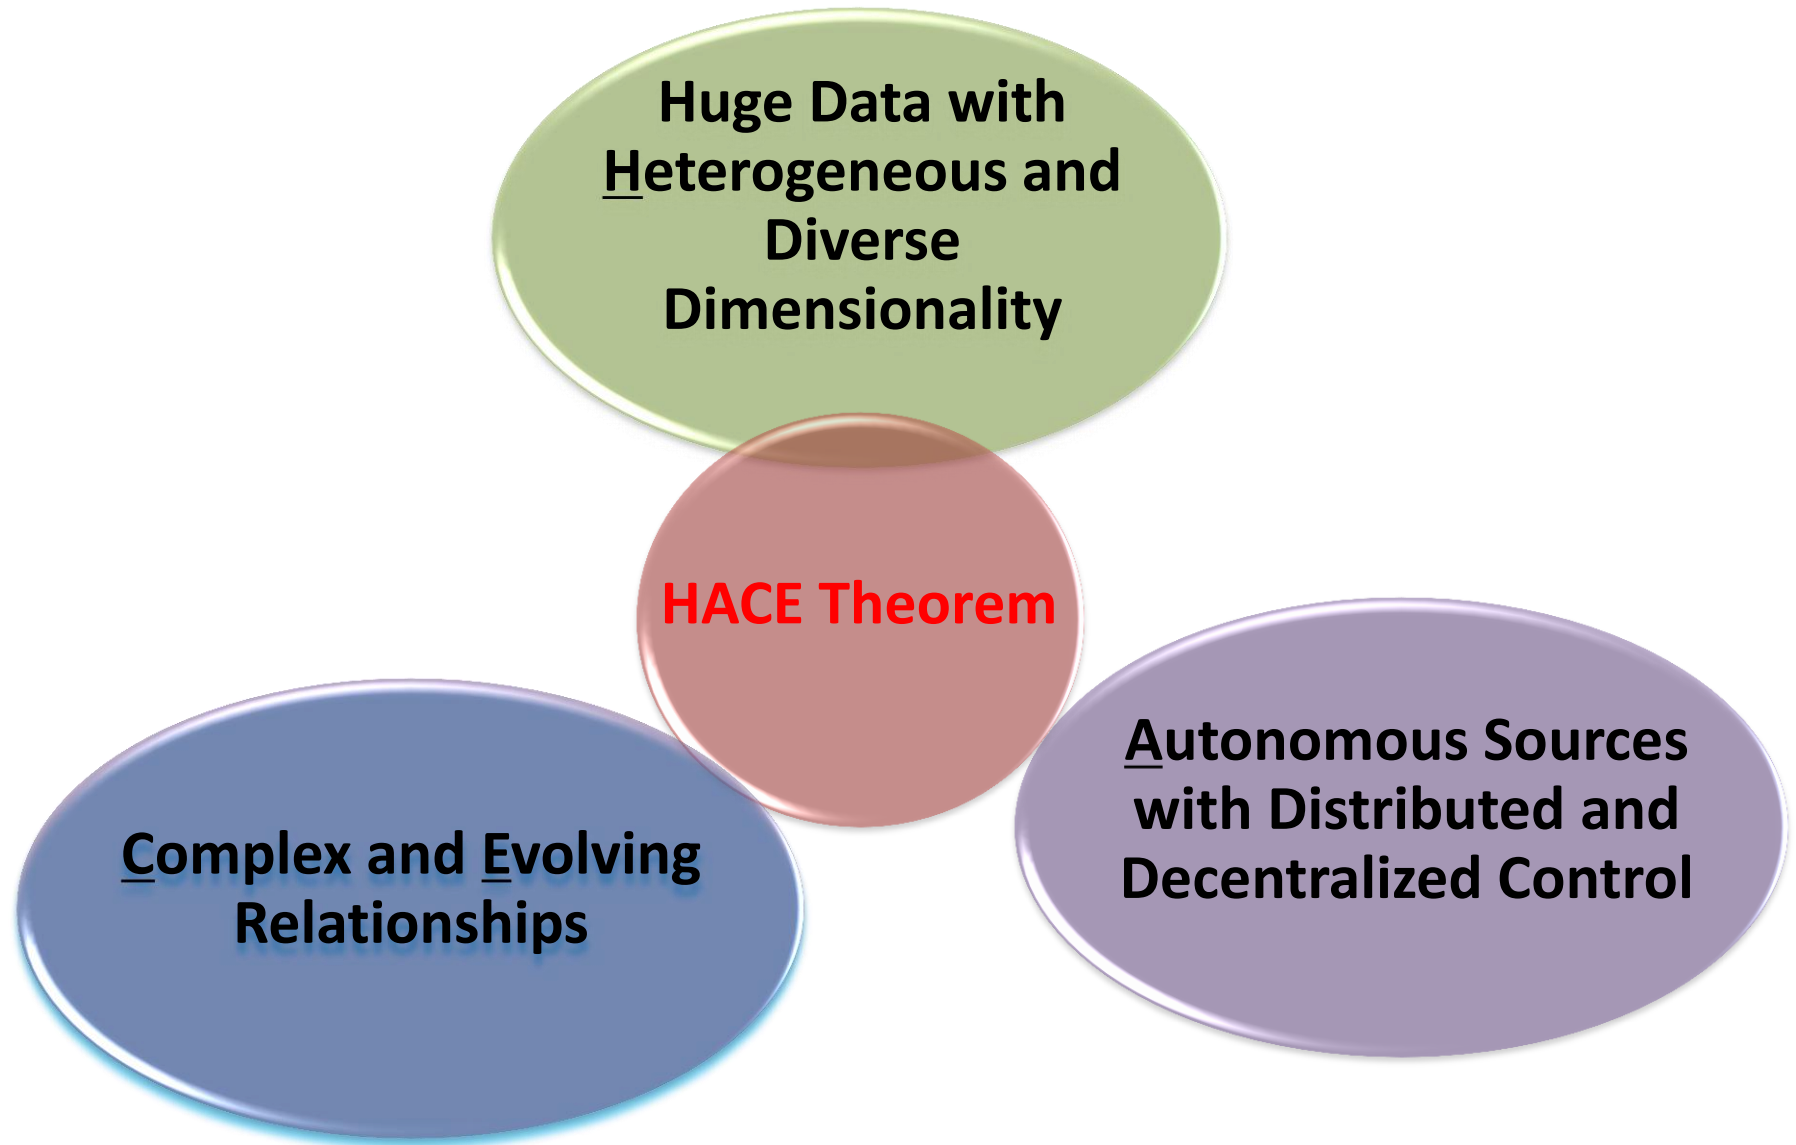 Huge Data with
Heterogeneous and
Diverse
Dimensionality
HACE Theorem
Autonomous Sources
with Distributed and
Decentralized Control
Complex and Evolving
Relationships